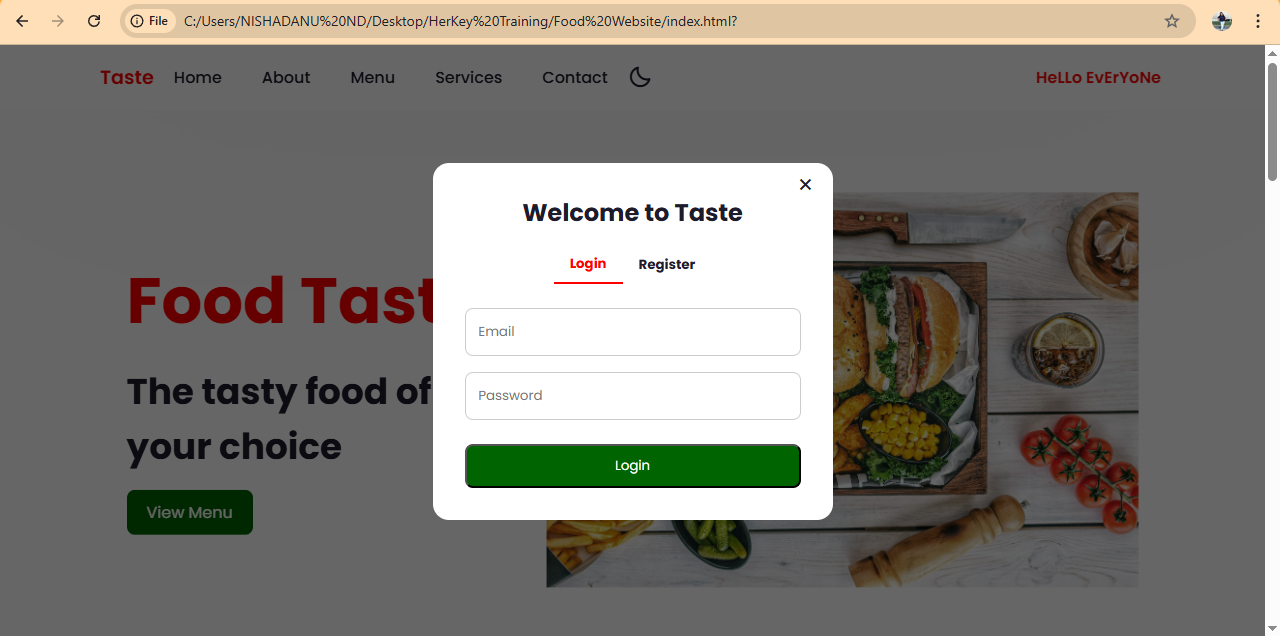 File C:/Users/NISHADANU%20ND/Desktop/HerKey%20Training/Food%20Website/index.html?
Taste Home About Menu Services Contact HeLLo EvErYoNe
Welcome to Taste
Login Register
Food Tast
Email
The tasty food of
Password
your choice
Login
View Menu